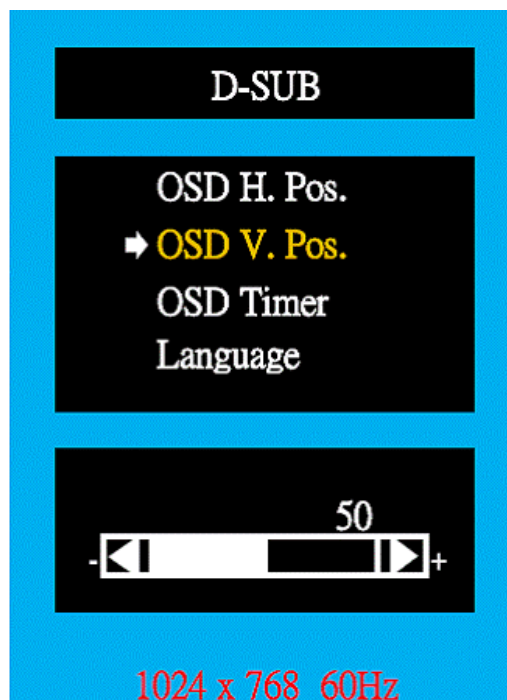 D-SUB
OSD H. Pos.
OSD V. Pos.
OSD Timer
Language
50
- +
1024 x 768 60Hz